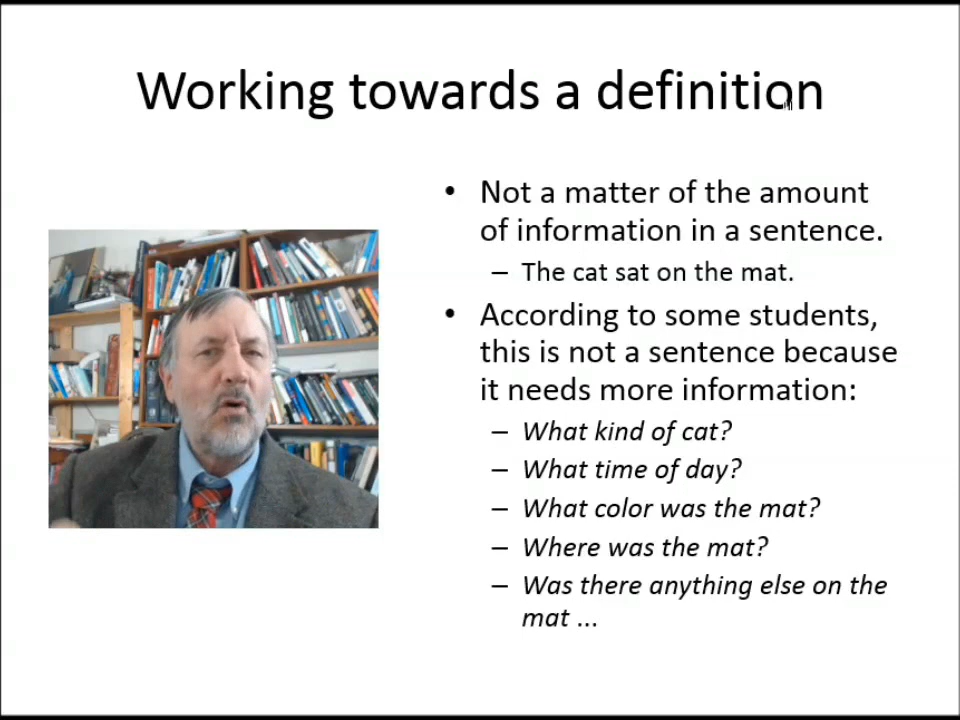 Working towards a definition
• Not a matter of the amount
of information in a sentence.
– The cat sat on the mat.
• According to some students,
this is not a sentence because
it needs more information:
– What kind of cat?
– What time of day?
– What color was the mat?
– Where was the mat?
– Was there anything else on the
mat ...